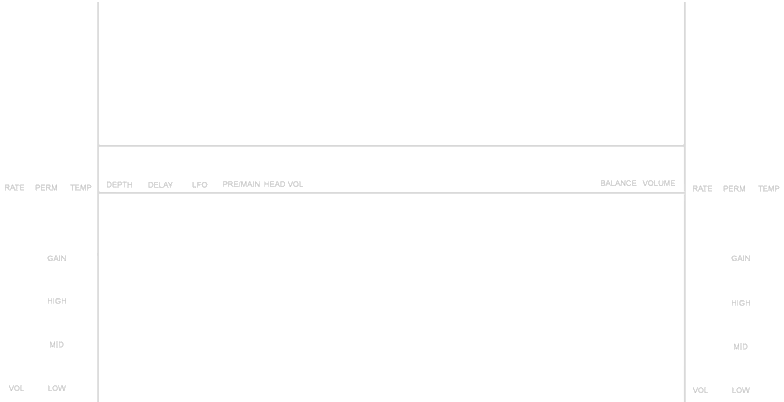 RATE PERM TEMP DEPTH DELAY LFO PRE/MAIN HEAD VOL BALANCE VOLUME RATE PERM TEMP
GAIN GAIN
HIGH HIGH
MID MID
VOL LOW VOL LOW